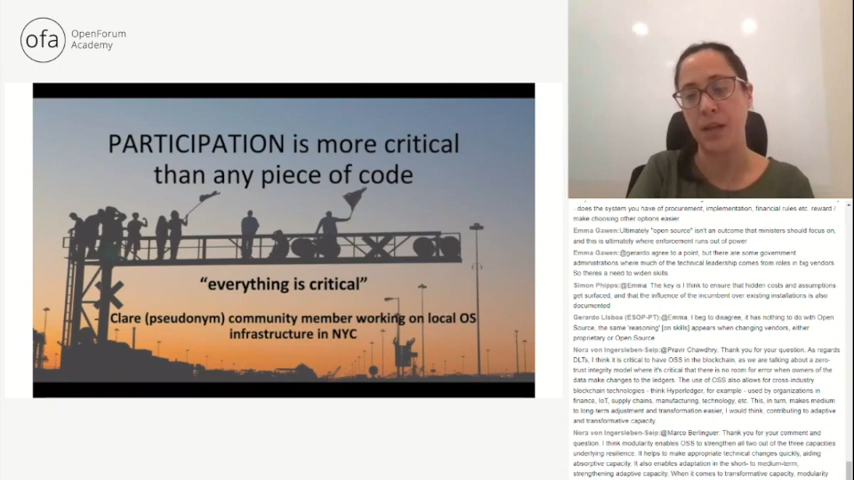 ofa
OpenForum
Academy
PARTICIPATION is more critical
than any piece of code
“everything is critical”
Clare (pseudonym) community member working on local OS
infrastructure in NYC
- does the system you have of procurement, implementation, financial rules etc. reward /
make choosing other options easier
Emma Gawen:Ultimately "open source" isn't an outcome that ministers should focus on,
and this is ultimately where enforcement runs out of power
Emma Gawen:@gerardo agree to a point, but there are some government
administrations where much of the technical leadership comes from roles in big vendors.
So theres a need to widen skills
Simon Phipps:@Emma. The key is I think to ensure that hidden costs and assumptions
get surfaced, and that the influence of the incumbent over existing installations is also
documented
Gerardo Lisboa (ESOP-PT):@Emma: I beg to disagree, it has nothing to do with Open
Source, the same 'reasoning' [on skills] appears when changing vendors, either
proprietary or Open Source
Nora von Ingersleben-Seip:@Pravir Chawdhry, Thank you for your question. As regards
DLTs, I think it is critical to have OSS in the blockchain, as we are talking about a zero-
trust integrity model where it's critical that there is no room for error when owners of the
data make changes to the ledgers. The use of OSS also allows for cross-industry
blockchain technologies - think Hyperledger, for example - used by organizations in
finance, IoT, supply chains, manufacturing, technology, etc. This, in turn, makes medium
to long-term adjustment and transformation easier, I would think, contributing to adaptive
and transformative capacity.
Nora von Ingersleben-Seip:@Marco Berlinguer: Thank you for your comment and
question. I think modularity enables OSS to strengthen all two out of the three capacities
underlying resilience. It helps to make appropriate technical changes quickly, aiding
absorptive capacity. It also enables adaptation in the short- to medium-term,
strengthening adaptive capacity. When it comes to transformative capacity, modularity